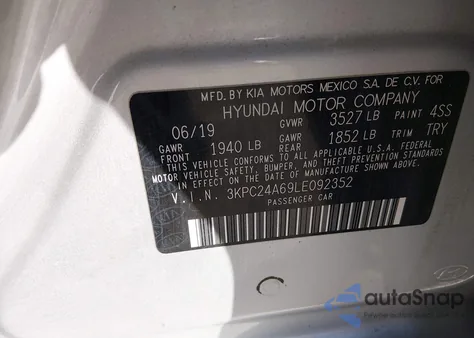 MFD. BY KIA MOTORS MEXICO S.A. DE C.V. FOR
HYUNDAI MOTOR COMPANY
06/19 GVWR 3527 LB PAINT 4SS
GAWR FRONT 1940 LB GAWR REAR 1852 LB TRIM TRY
THIS VEHICLE CONFORMS TO ALL APPLICABLE U.S.A. FEDERAL
MOTOR VEHICLE SAFETY, BUMPER, AND THEFT PREVENTION STANDARDS
IN EFFECT ON THE DATE OF MANUFACTURE SHOWN ABOVE.
V.I.N. 3KPC24A69LE092352
PASSENGER CAR
autoSnap